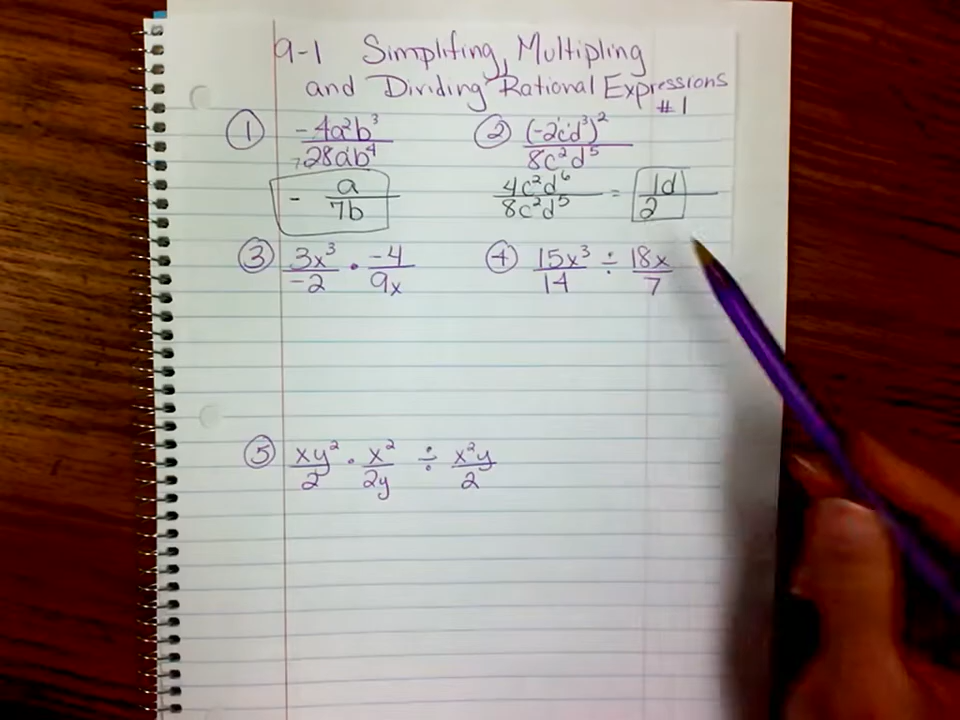 9-1 Simplifing, Multipling
and Dividing Rational Expressions
#1
① -4a²b³ / 28ab⁴
7
- a / 7b
② (-2cd³)² / 8c²d⁵
4c²d⁶ / 8c²d⁵ = 1d / 2
③ 3x³ / -2 · -4 / 9x
④ 15x³ / 14 ÷ 18x / 7
⑤ xy² / 2 · x² / 2y ÷ x²y / 2